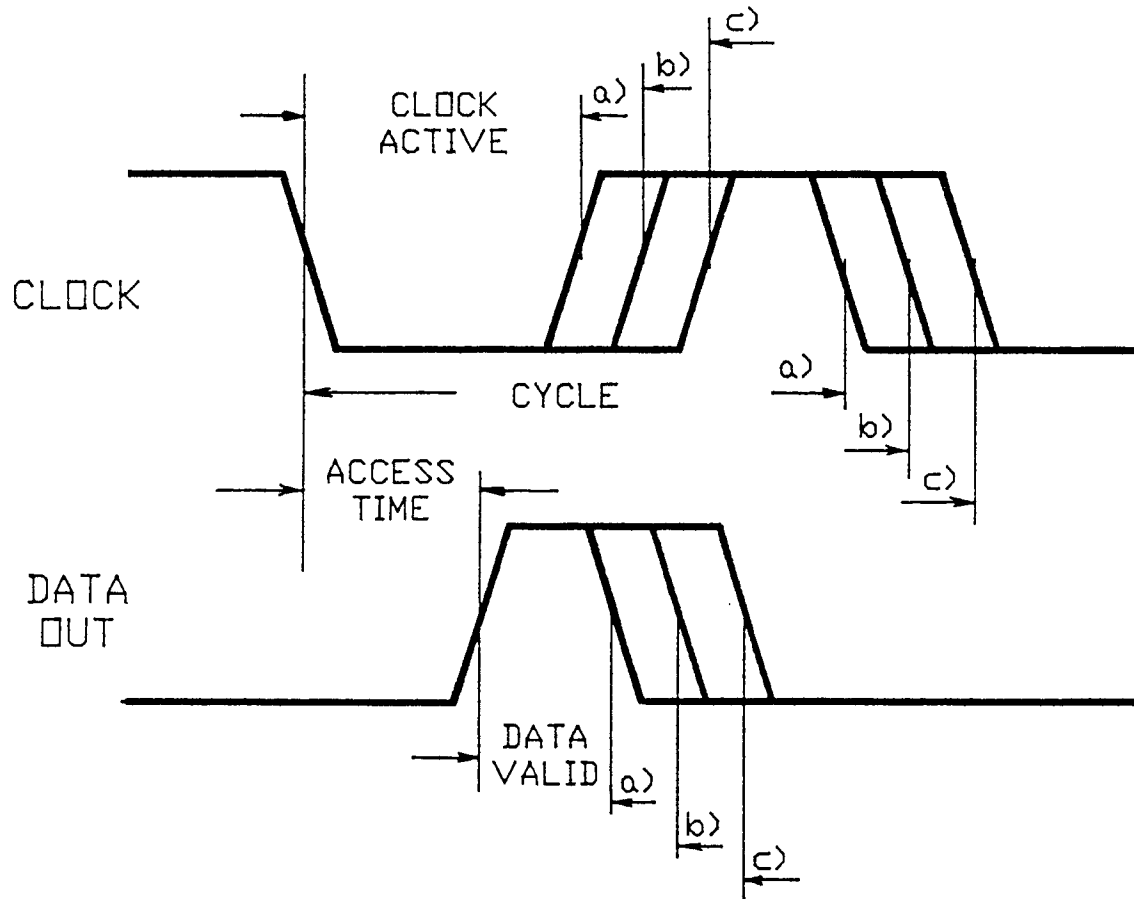 c)
b)
a)
CLOCK
ACTIVE
CLOCK
CYCLE
a)
b)
c)
ACCESS
TIME
DATA
OUT
DATA
VALID
a)
b)
c)